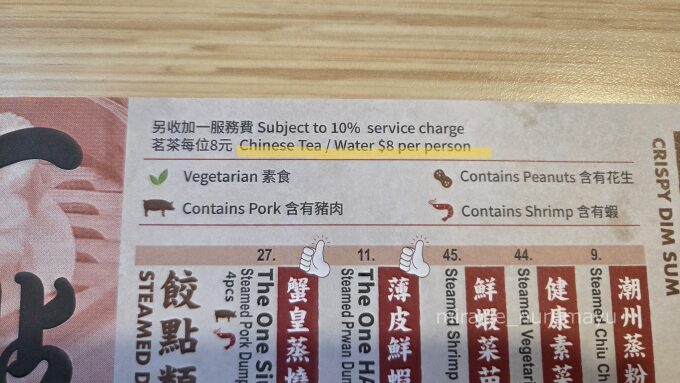 另收加一服務費 Subject to 10% service charge
茗茶每位8元 Chinese Tea / Water $8 per person
Vegetarian 素食
Contains Peanuts 含有花生
Contains Pork 含有豬肉
Contains Shrimp 含有蝦
CRISPY DIM SUM
9.
潮州蒸粉
Steamed Chiu C
44.
健康素
Steamed Vegetar
45.
鮮蝦菜苗
Steamed Shrimp
11.
薄皮鮮蝦
The One HA
Steamed Prwan Dum
27.
蟹皇蒸燒
The One Si
Steamed Pork Dump
4pcs
餃點類
STEAMED D